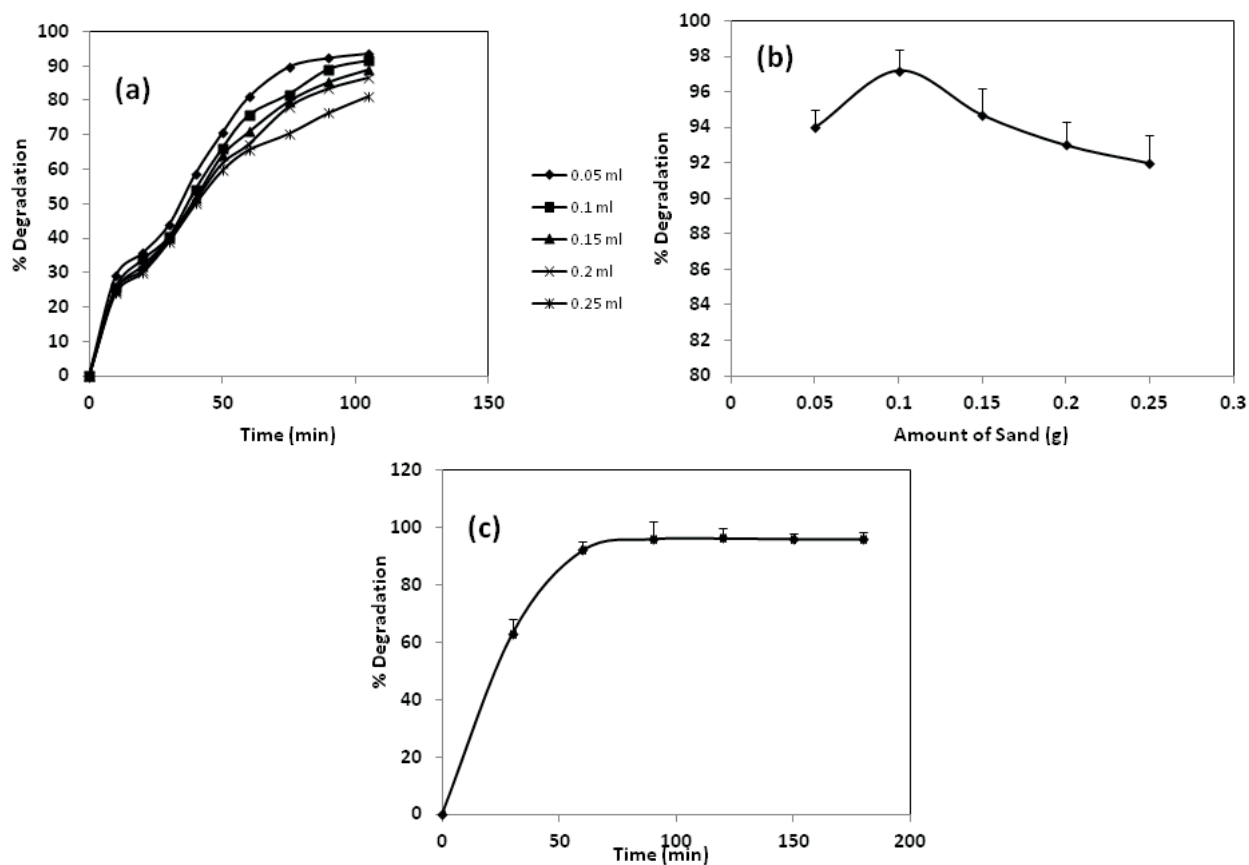 (a)
% Degradation
100
90
80
70
60
50
40
30
20
10
0
0 50 100 150
Time (min)
0.05 ml
0.1 ml
0.15 ml
0.2 ml
0.25 ml
(b)
% Degradation
100
98
96
94
92
90
88
86
84
82
80
0 0.05 0.1 0.15 0.2 0.25 0.3
Amount of Sand (g)
(c)
% Degradation
120
100
80
60
40
20
0
0 50 100 150 200
Time (min)